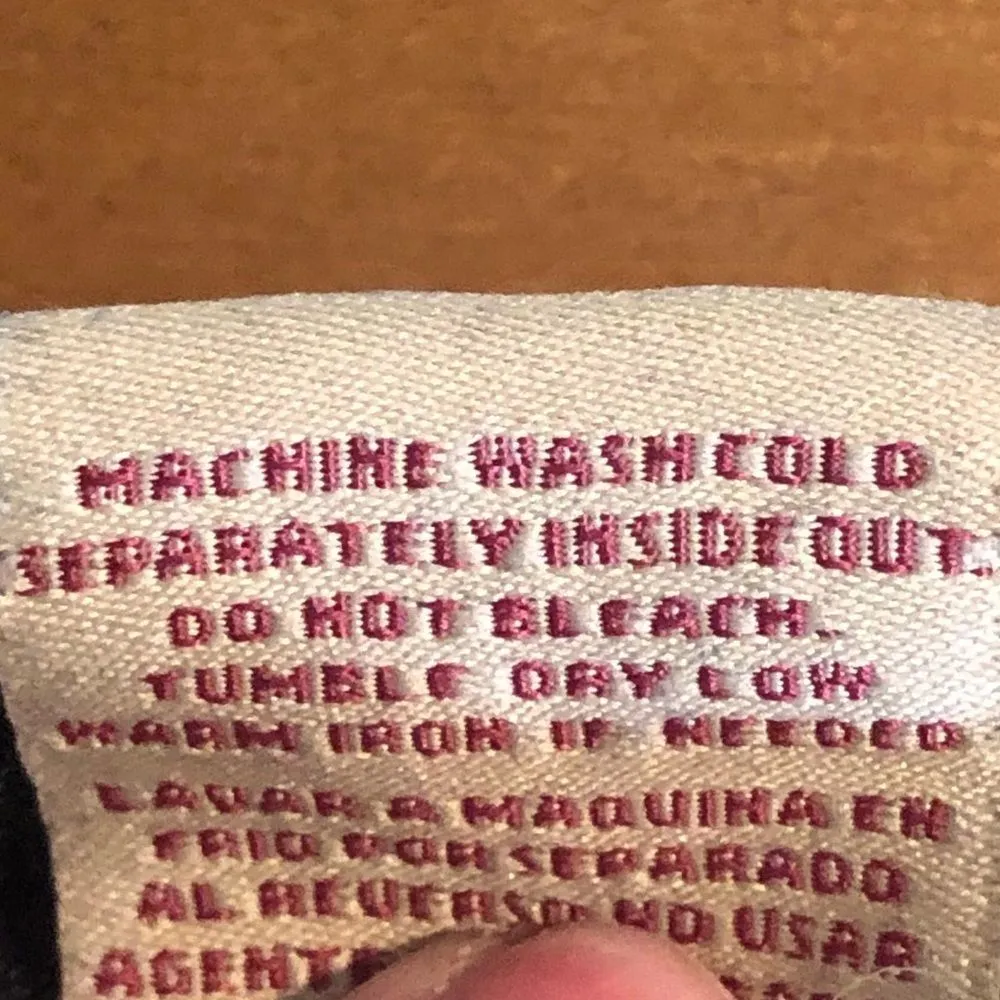 MACHINE WASH COLD
SEPARATELY INSIDE OUT.
DO NOT BLEACH.
TUMBLE DRY LOW
WARM IRON IF NEEDED
LAVAR A MAQUINA EN
FRIO POR SEPARADO
AL REVERSO NO USAR